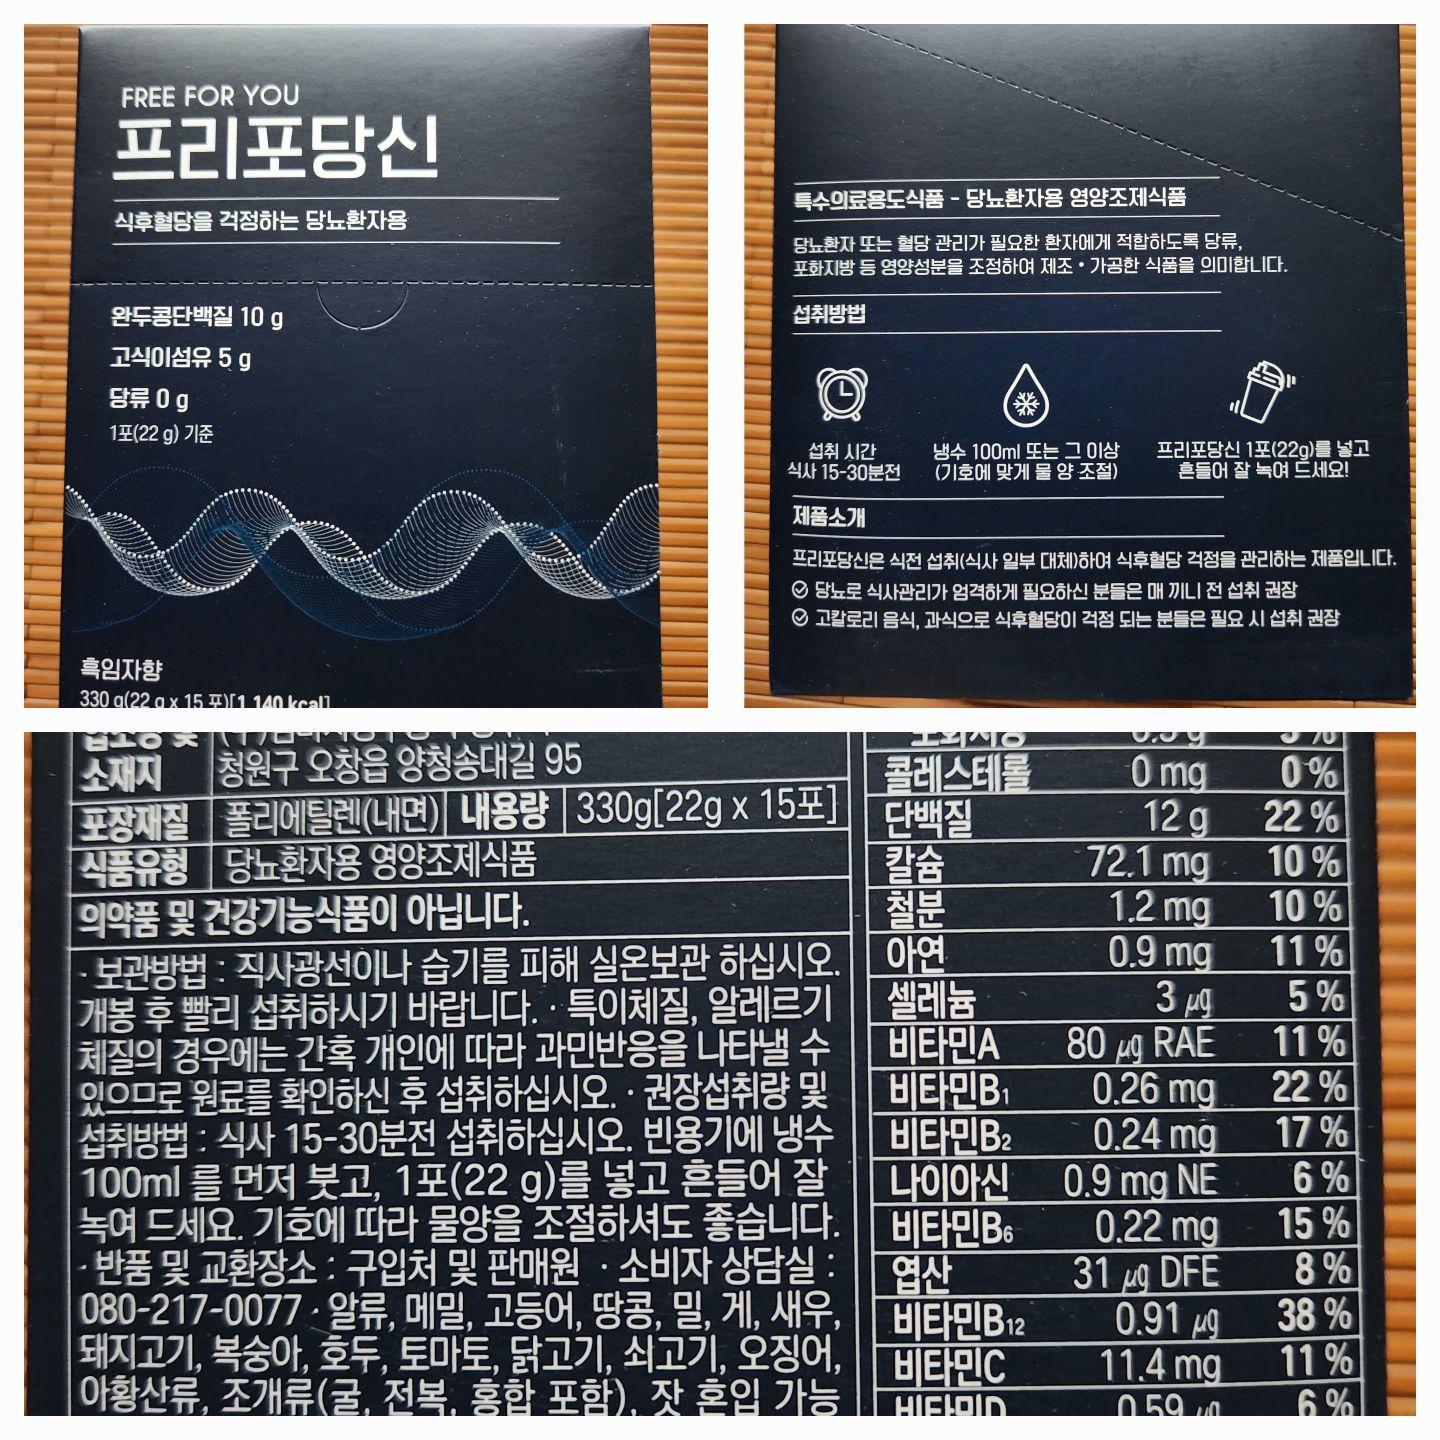 FREE FOR YOU
프리포당신
식후혈당을 걱정하는 당뇨환자용
완두콩단백질 10 g
고식이섬유 5 g
당류 0 g
1포(22 g) 기준
흑임자향
330 g(22 g x 15 포)[1,140 kcal]
특수의료용도식품 - 당뇨환자용 영양조제식품
당뇨환자 또는 혈당 관리가 필요한 환자에게 적합하도록 당류,
포화지방 등 영양성분을 조정하여 제조 • 가공한 식품을 의미합니다.
섭취방법
섭취 시간
식사 15-30분전
냉수 100ml 또는 그 이상
(기호에 맞게 물 양 조절)
프리포당신 1포(22g)를 넣고
흔들어 잘 녹여 드세요!
제품소개
프리포당신은 식전 섭취(식사 일부 대체)하여 식후혈당 걱정을 관리하는 제품입니다.
당뇨로 식사관리가 엄격하게 필요하신 분들은 매 끼니 전 섭취 권장
고칼로리 음식, 과식으로 식후혈당이 걱정 되는 분들은 필요 시 섭취 권장
소재지 청원구 오창읍 양청송대길 95
포장재질 폴리에틸렌(내면) 내용량 330g[22g x 15포]
식품유형 당뇨환자용 영양조제식품
의약품 및 건강기능식품이 아닙니다.
· 보관방법 : 직사광선이나 습기를 피해 실온보관 하십시오.
개봉 후 빨리 섭취하시기 바랍니다. · 특이체질, 알레르기
체질의 경우에는 간혹 개인에 따라 과민반응을 나타낼 수
있으므로 원료를 확인하신 후 섭취하십시오. · 권장섭취량 및
섭취방법 : 식사 15-30분전 섭취하십시오. 빈용기에 냉수
100ml 를 먼저 붓고, 1포(22 g)를 넣고 흔들어 잘
녹여 드세요. 기호에 따라 물양을 조절하셔도 좋습니다.
· 반품 및 교환장소 : 구입처 및 판매원 · 소비자 상담실 :
080-217-0077 · 알류, 메밀, 고등어, 땅콩, 밀, 게, 새우,
돼지고기, 복숭아, 호두, 토마토, 닭고기, 쇠고기, 오징어,
아황산류, 조개류(굴, 전복, 홍합 포함), 잣 혼입 가능
포화지방 0.5 g 3 %
콜레스테롤 0 mg 0 %
단백질 12 g 22 %
칼슘 72.1 mg 10 %
철분 1.2 mg 10 %
아연 0.9 mg 11 %
셀레늄 3 ㎍ 5 %
비타민A 80 ㎍ RAE 11 %
비타민B1 0.26 mg 22 %
비타민B2 0.24 mg 17 %
나이아신 0.9 mg NE 6 %
비타민B6 0.22 mg 15 %
엽산 31 ㎍ DFE 8 %
비타민B12 0.91 ㎍ 38 %
비타민C 11.4 mg 11 %
비타민D 0.59 ㎍ 6 %